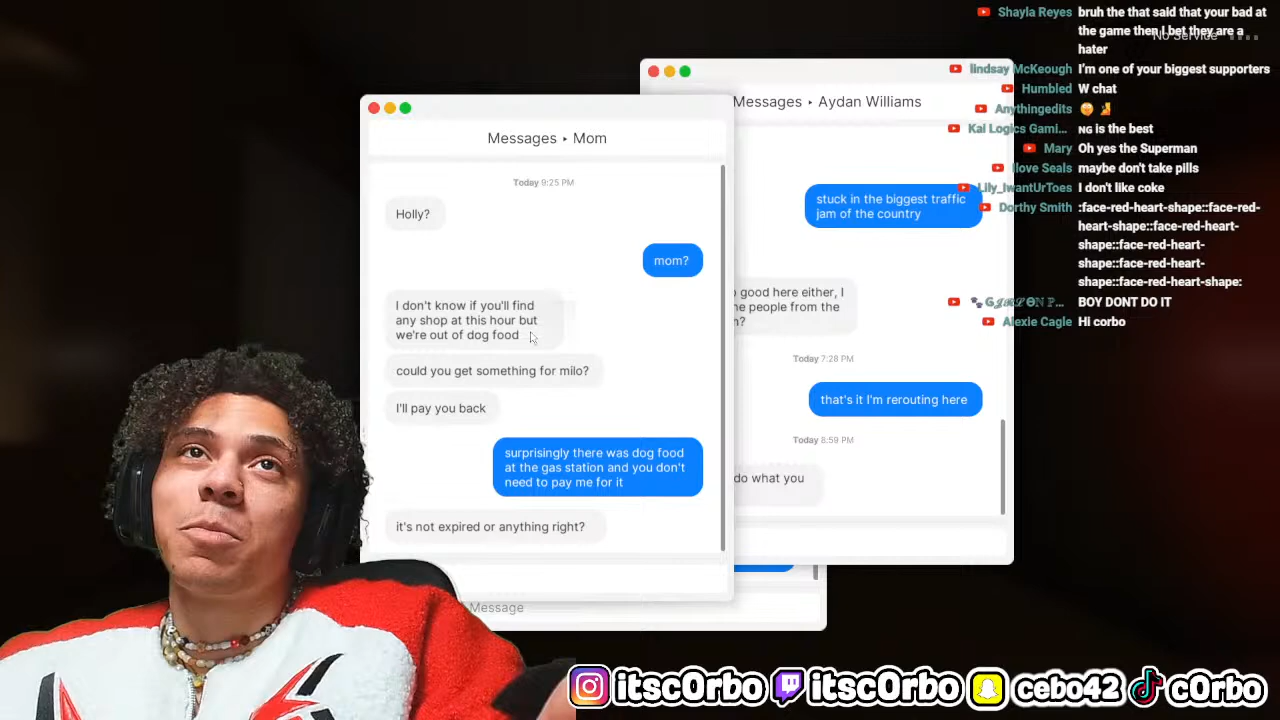 Messages ‣ Mom
Today 9:25 PM
Holly?
mom?
I don't know if you'll find
any shop at this hour but
we're out of dog food
could you get something for milo?
I'll pay you back
surprisingly there was dog food
at the gas station and you don't
need to pay me for it
it's not expired or anything right?
Message
Messages ‣ Aydan Williams
stuck in the biggest traffic
jam of the country
good here either, I
people from the
Today 7:28 PM
that's it I'm rerouting here
Today 8:59 PM
do what you
No Service
Shayla Reyes bruh the that said that your bad at
the game then I bet they are a
hater
lindsay McKeough I'm one of your biggest supporters
Humbled W chat
Anythingedits 
Kai Logics Gami... ɴɢ is the best
Mary Oh yes the Superman
Ilove Seals maybe don't take pills
Lily_IwantUrToes I don't like coke
Dorthy Smith :face-red-heart-shape::face-red-
heart-shape::face-red-heart-
shape::face-red-heart-
shape::face-red-heart-shape:
BOY DONT DO IT
Alexie Cagle Hi corbo
itsc0rbo itsc0rbo cebo42 c0rbo